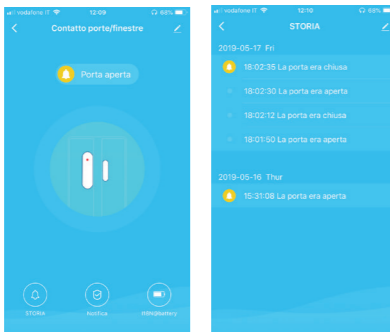 vodafone IT 12:09 68%
Contatto porte/finestre
Porta aperta
STORIA Notifica Battery
vodafone IT 12:10 68%
STORIA
2019-05-17 Fri
18:02:35 La porta era chiusa
18:02:30 La porta era aperta
18:02:12 La porta era chiusa
18:01:50 La porta era aperta
2019-05-16 Thur
15:31:08 La porta era aperta